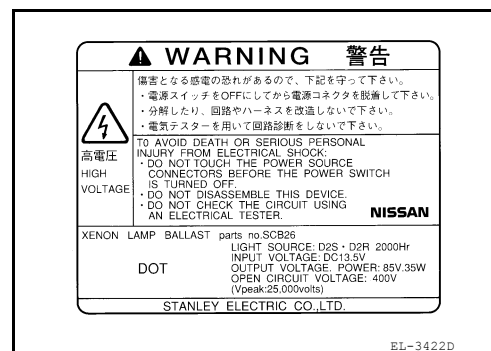 WARNING 警告
傷害となる感電の恐れがあるので、下記を守って下さい。
・電源スイッチをOFFにしてから電源コネクタを脱着して下さい。
・分解したり、回路やハーネスを改造しないで下さい。
・電気テスターを用いて回路診断をしないで下さい。
高電圧
HIGH
VOLTAGE
TO AVOID DEATH OR SERIOUS PERSONAL
INJURY FROM ELECTRICAL SHOCK:
・DO NOT TOUCH THE POWER SOURCE
CONNECTORS BEFORE THE POWER SWITCH
IS TURNED OFF.
・DO NOT DISASSEMBLE THIS DEVICE.
・DO NOT CHECK THE CIRCUIT USING
AN ELECTRICAL TESTER.
NISSAN
XENON LAMP BALLAST parts no.SCB26
DOT
LIGHT SOURCE: D2S・D2R 2000Hr
INPUT VOLTAGE: DC13.5V
OUTPUT VOLTAGE. POWER: 85V.35W
OPEN CIRCUIT VOLTAGE: 400V
(Vpeak:25,000volts)
STANLEY ELECTRIC CO.,LTD.
EL-3422D